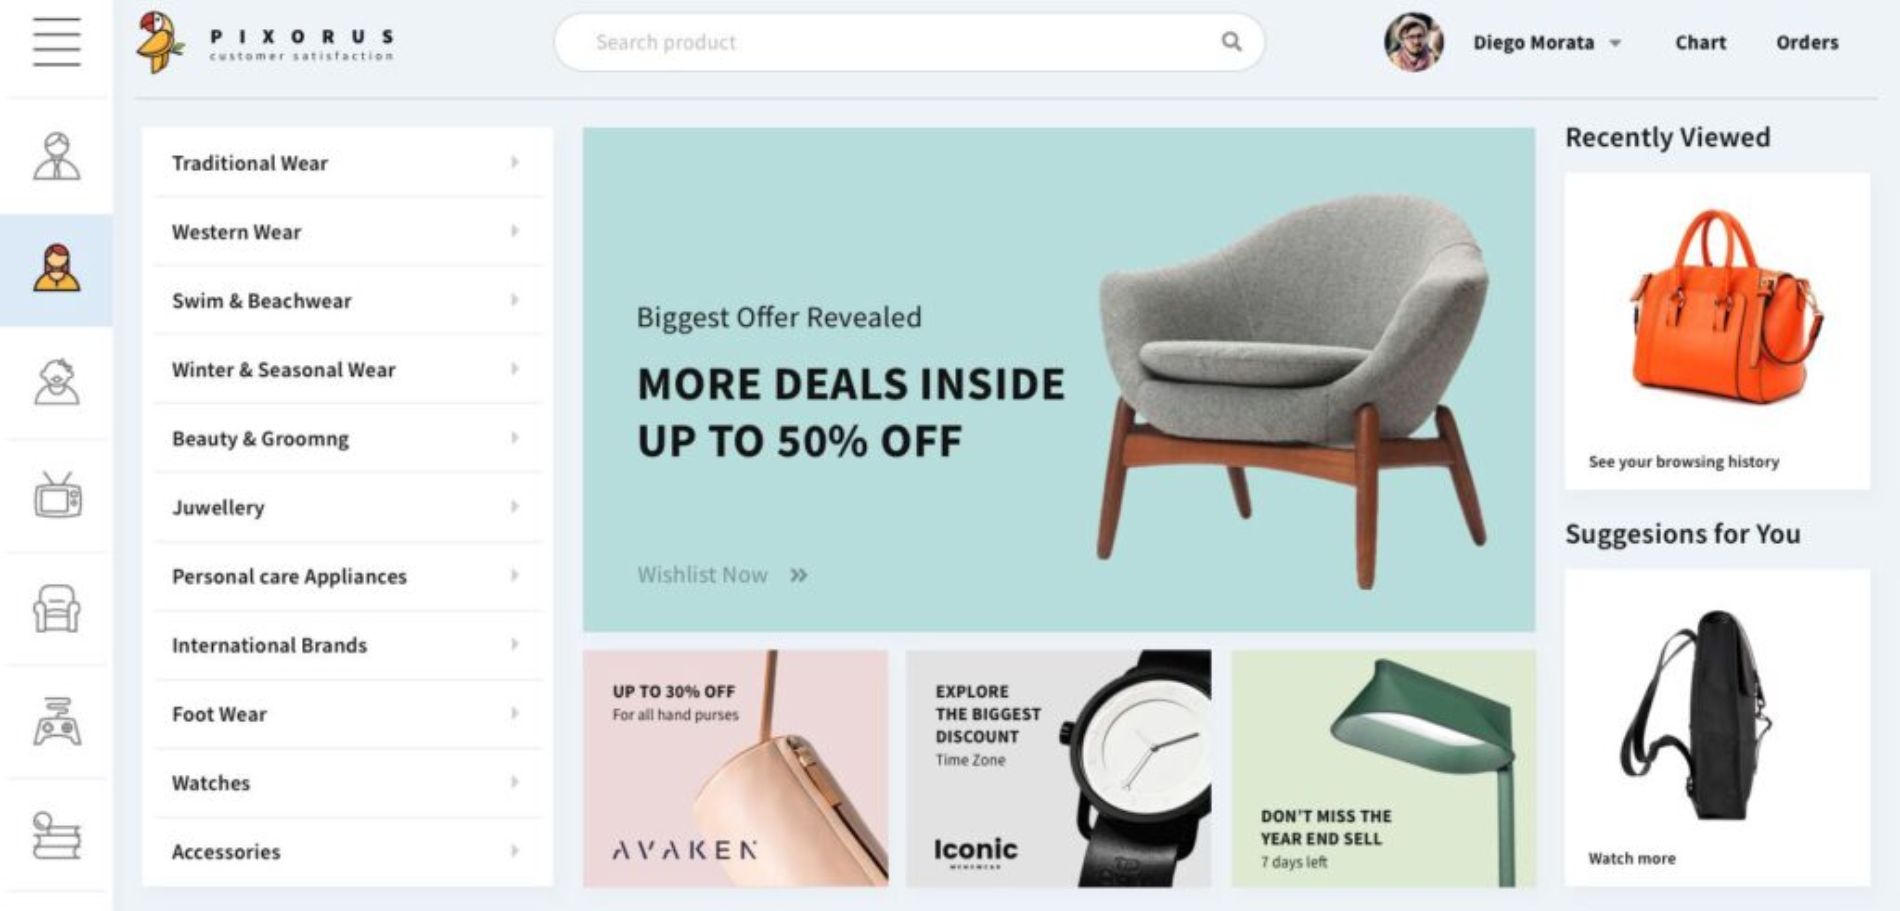 PIXORUS
customer satisfaction
Search product
Diego Morata
Chart
Orders
Traditional Wear
Western Wear
Swim & Beachwear
Winter & Seasonal Wear
Beauty & Groomng
Juwellery
Personal care Appliances
International Brands
Foot Wear
Watches
Accessories
Biggest Offer Revealed
MORE DEALS INSIDE
UP TO 50% OFF
Wishlist Now
UP TO 30% OFF
For all hand purses
AVAKEN
EXPLORE
THE BIGGEST
DISCOUNT
Time Zone
Iconic
DON'T MISS THE
YEAR END SELL
7 days left
Recently Viewed
See your browsing history
Suggesions for You
Watch more